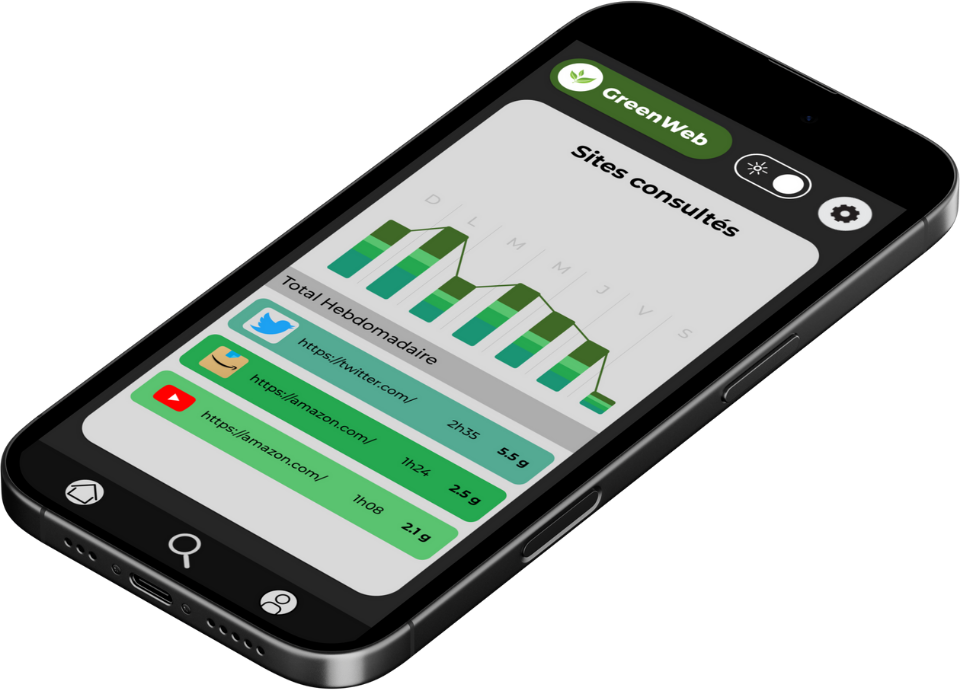 GreenWeb
Sites consultés
D L M M J V S
Total Hebdomadaire
https://twitter.com/ 2h35 5.5 g
https://amazon.com/ 1h24 2.5 g
https://amazon.com/ 1h08 2.1 g